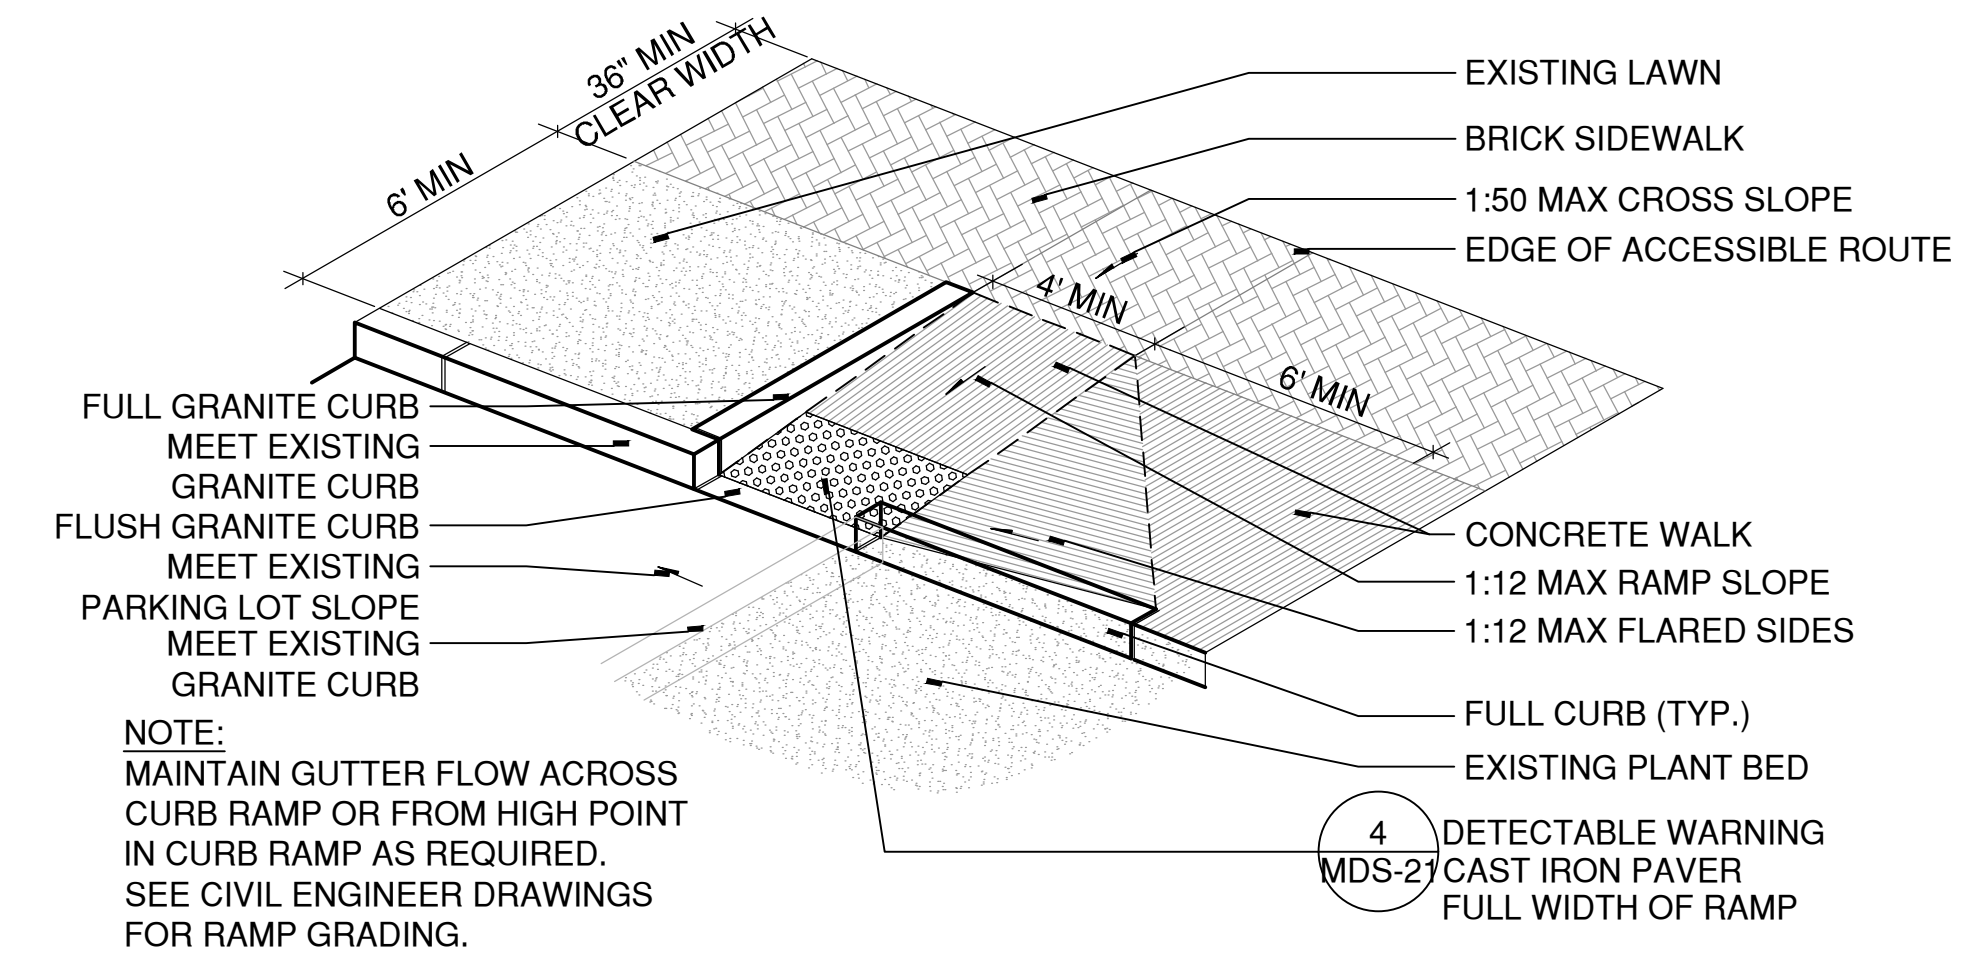 36" MIN
CLEAR WIDTH
6' MIN
EXISTING LAWN
BRICK SIDEWALK
1:50 MAX CROSS SLOPE
EDGE OF ACCESSIBLE ROUTE
4' MIN
6' MIN
FULL GRANITE CURB
MEET EXISTING
GRANITE CURB
FLUSH GRANITE CURB
MEET EXISTING
PARKING LOT SLOPE
MEET EXISTING
GRANITE CURB
CONCRETE WALK
1:12 MAX RAMP SLOPE
1:12 MAX FLARED SIDES
FULL CURB (TYP.)
EXISTING PLANT BED
4
MDS-21
DETECTABLE WARNING
CAST IRON PAVER
FULL WIDTH OF RAMP
NOTE:
MAINTAIN GUTTER FLOW ACROSS
CURB RAMP OR FROM HIGH POINT
IN CURB RAMP AS REQUIRED.
SEE CIVIL ENGINEER DRAWINGS
FOR RAMP GRADING.